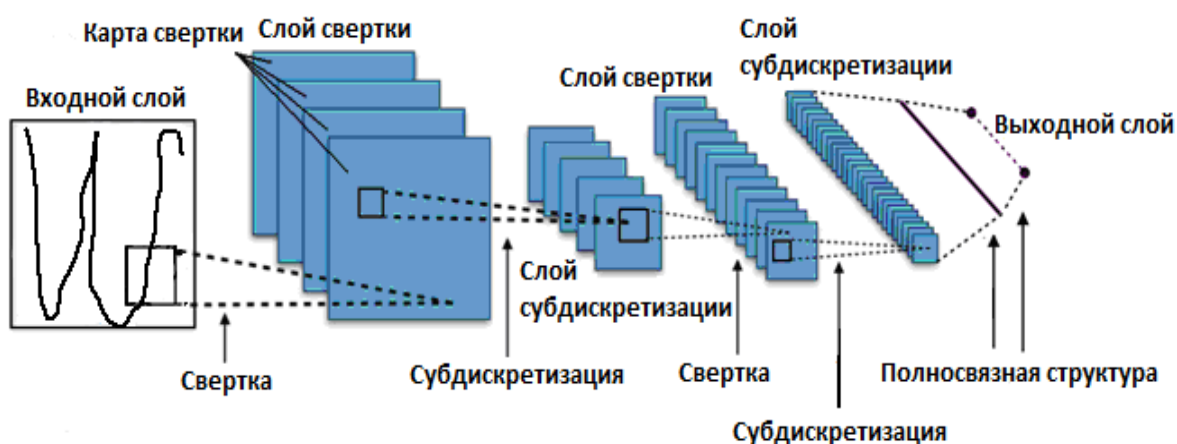 Карта свертки
Слой свертки
Слой
субдискретизации
Слой свертки
Входной слой
Выходной слой
Слой
субдискретизации
Свертка
Субдискретизация
Свертка
Полносвязная структура
Субдискретизация